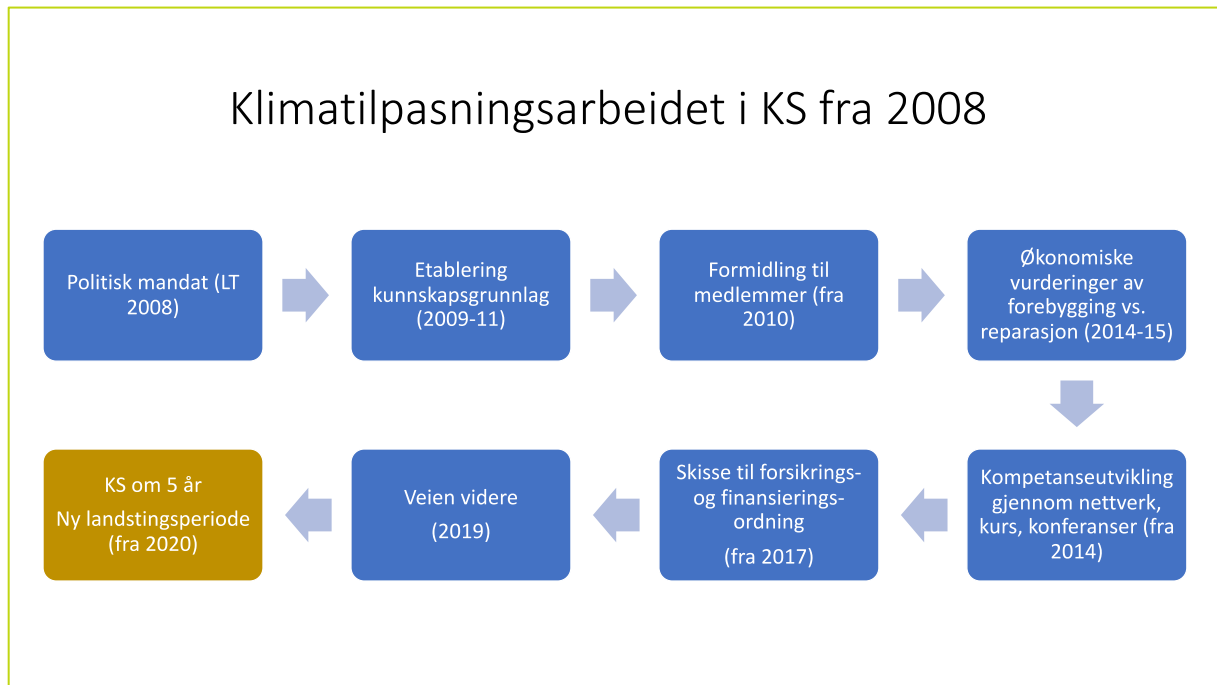 Klimatilpasningsarbeidet i KS fra 2008
Politisk mandat (LT
2008)
Etablering
kunnskapsgrunnlag
(2009-11)
Formidling til
medlemmer (fra
2010)
Økonomiske
vurderinger av
forebygging vs.
reparasjon (2014-15)
Kompetanseutvikling
gjennom nettverk,
kurs, konferanser (fra
2014)
Skisse til forsikrings-
og finansierings-
ordning
(fra 2017)
Veien videre
(2019)
KS om 5 år
Ny landstingsperiode
(fra 2020)